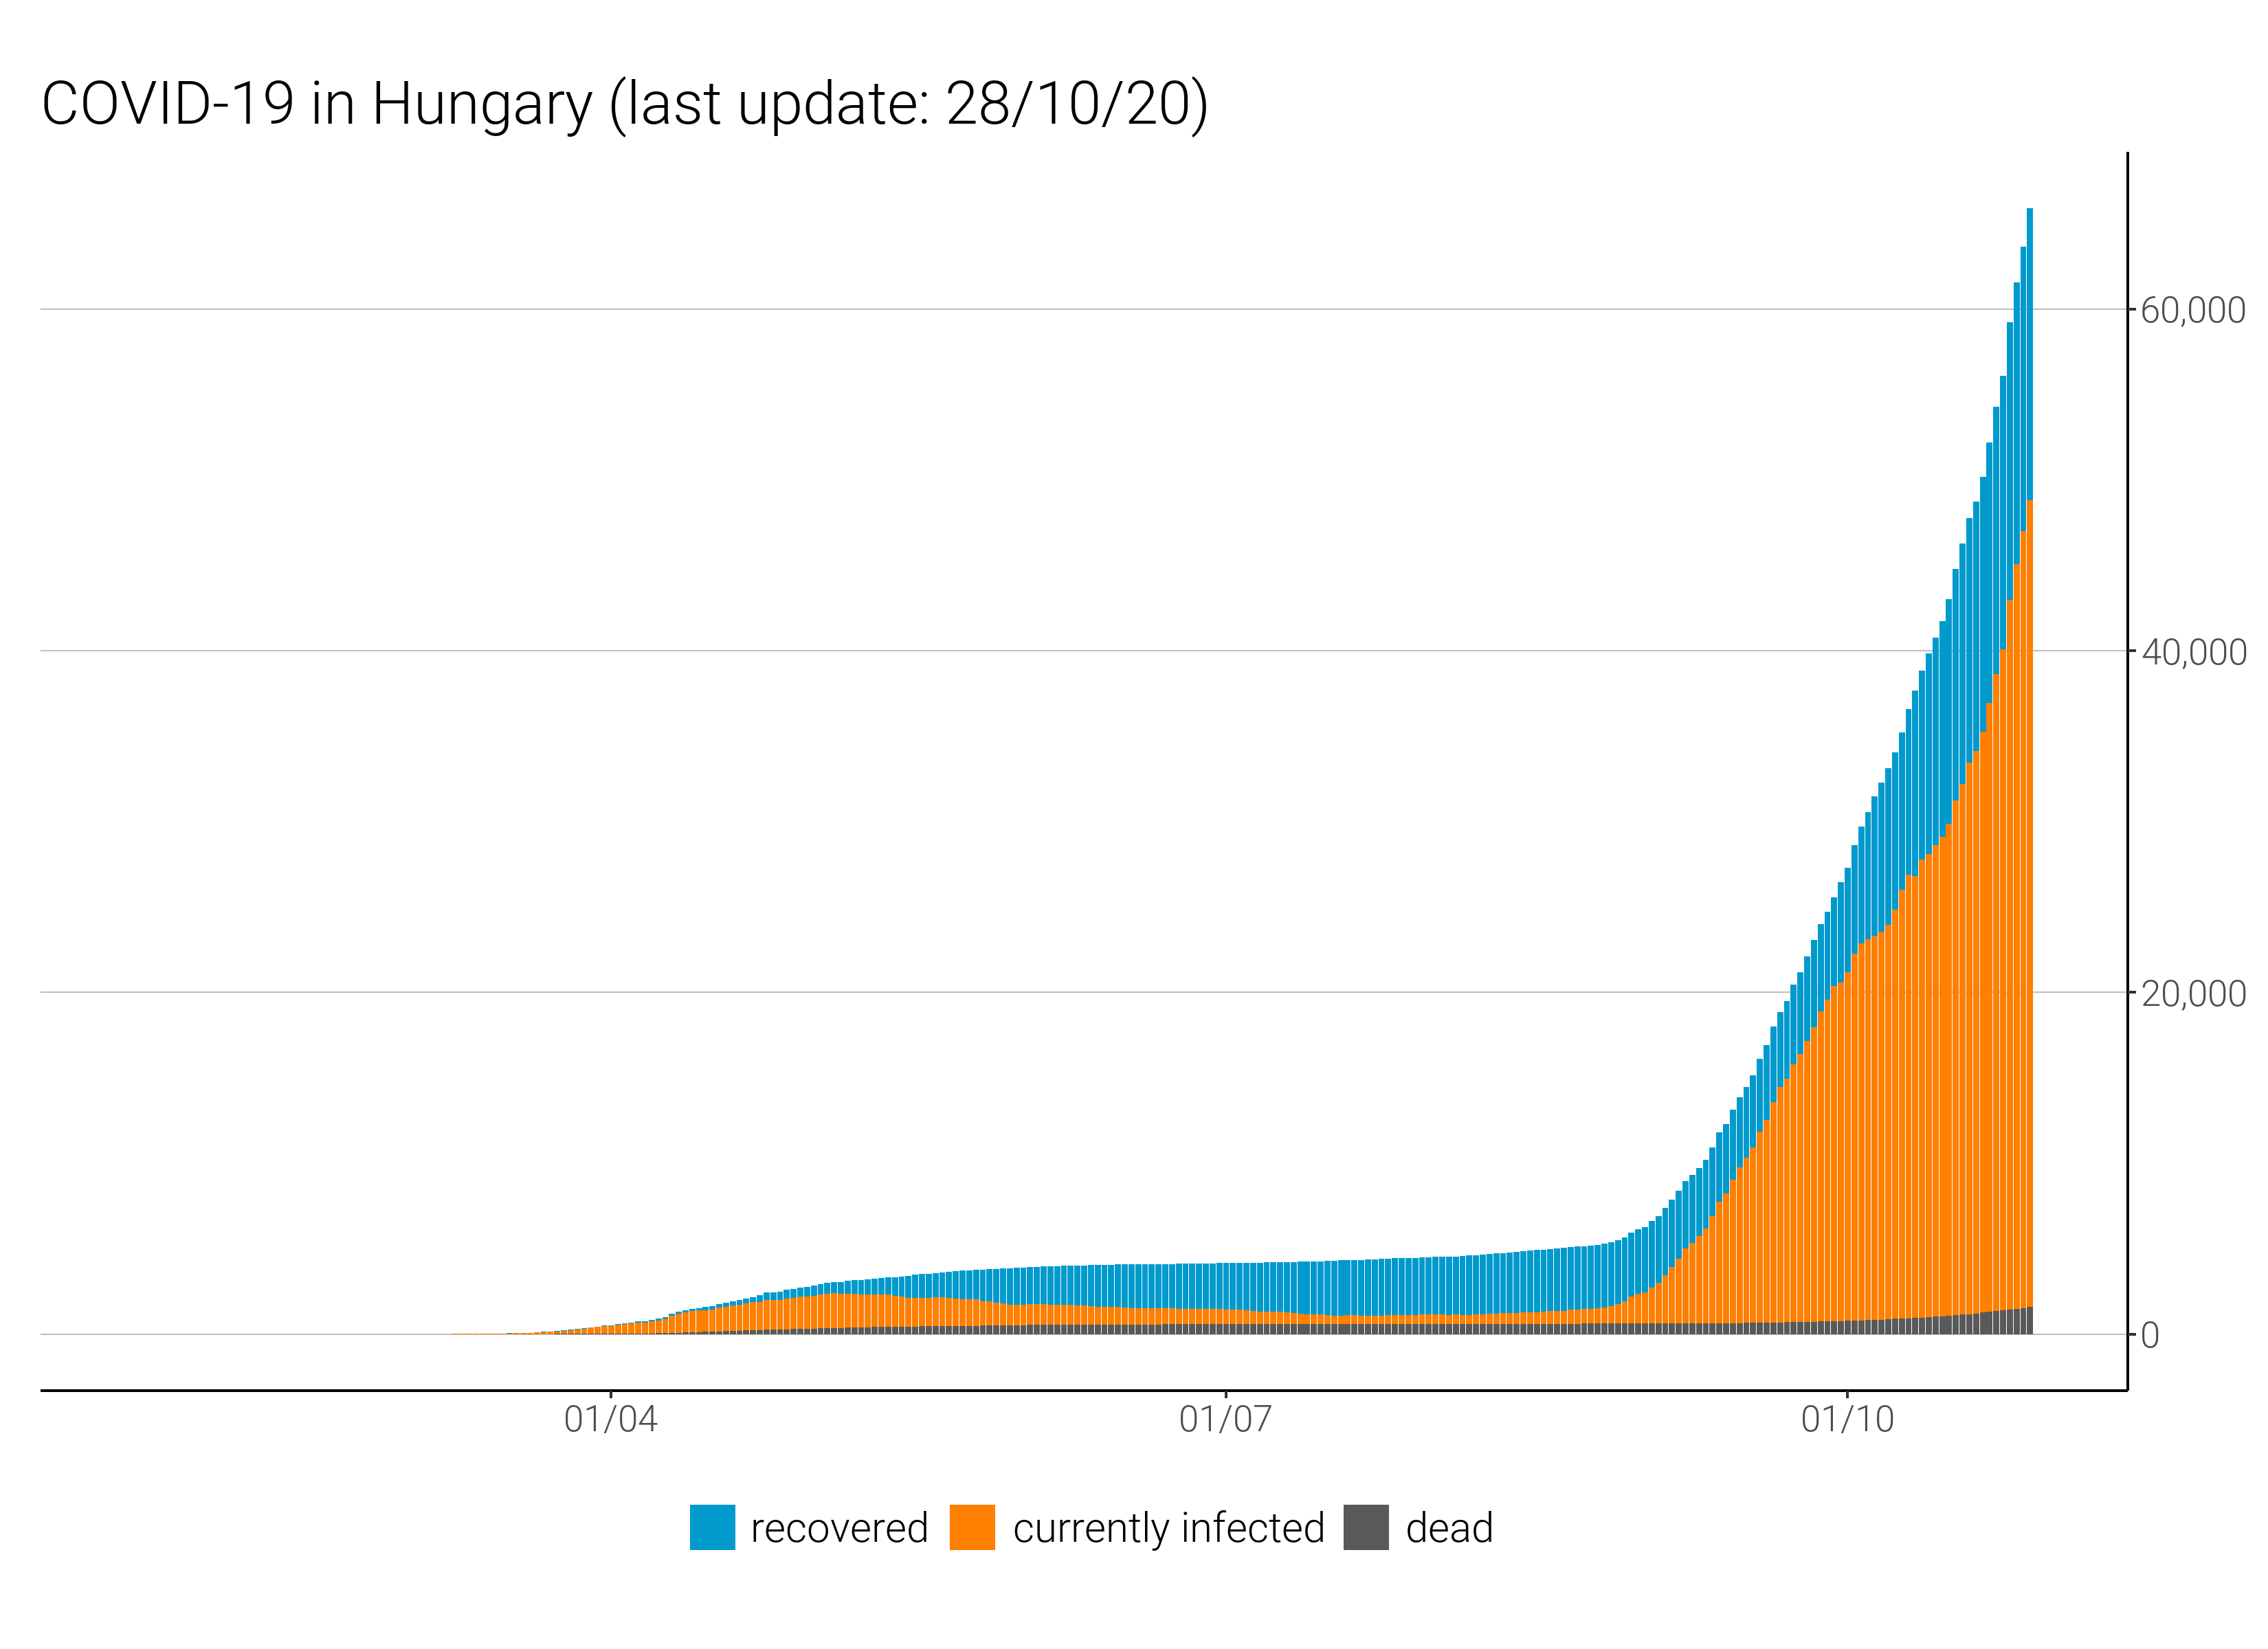 COVID-19 in Hungary (last update: 28/10/20)
60,000
40,000
20,000
0
01/04 01/07 01/10
recovered currently infected dead